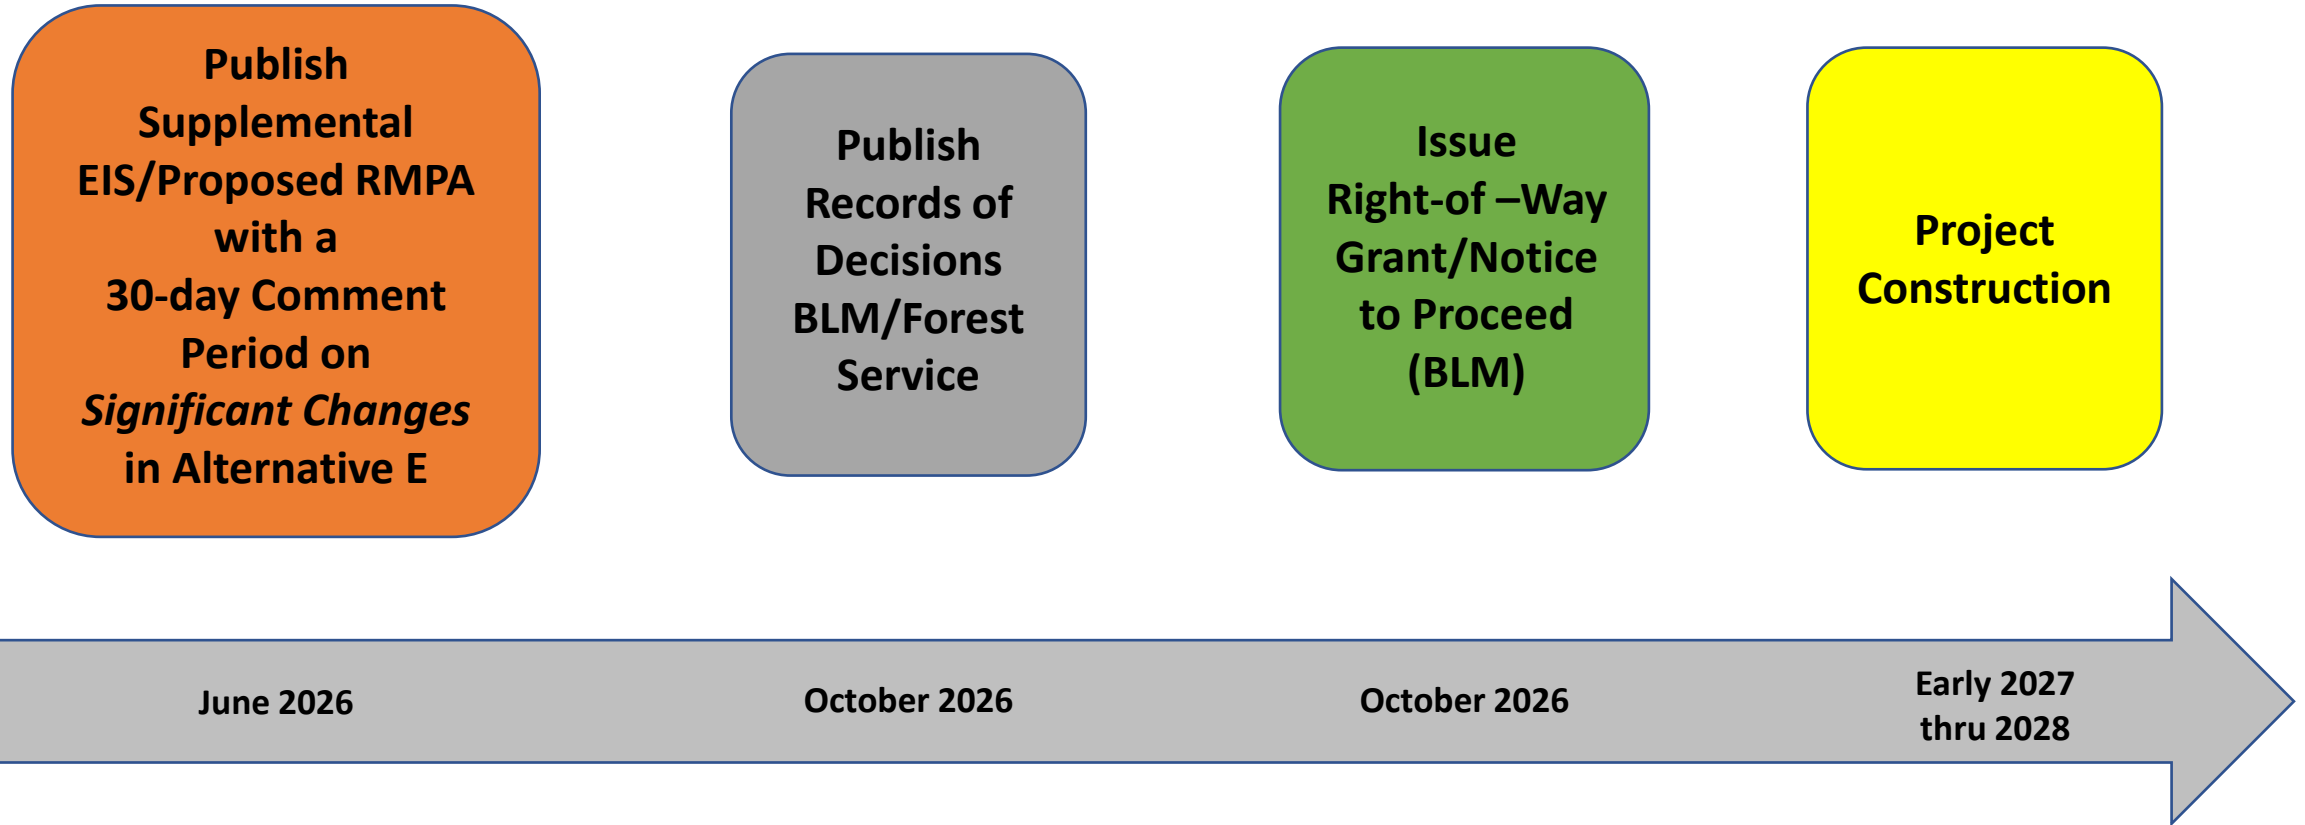 Publish
Supplemental
EIS/Proposed RMPA
with a
30-day Comment
Period on
Significant Changes
in Alternative E
Publish
Records of
Decisions
BLM/Forest
Service
Issue
Right-of –Way
Grant/Notice
to Proceed
(BLM)
Project
Construction
June 2026
October 2026
October 2026
Early 2027
thru 2028